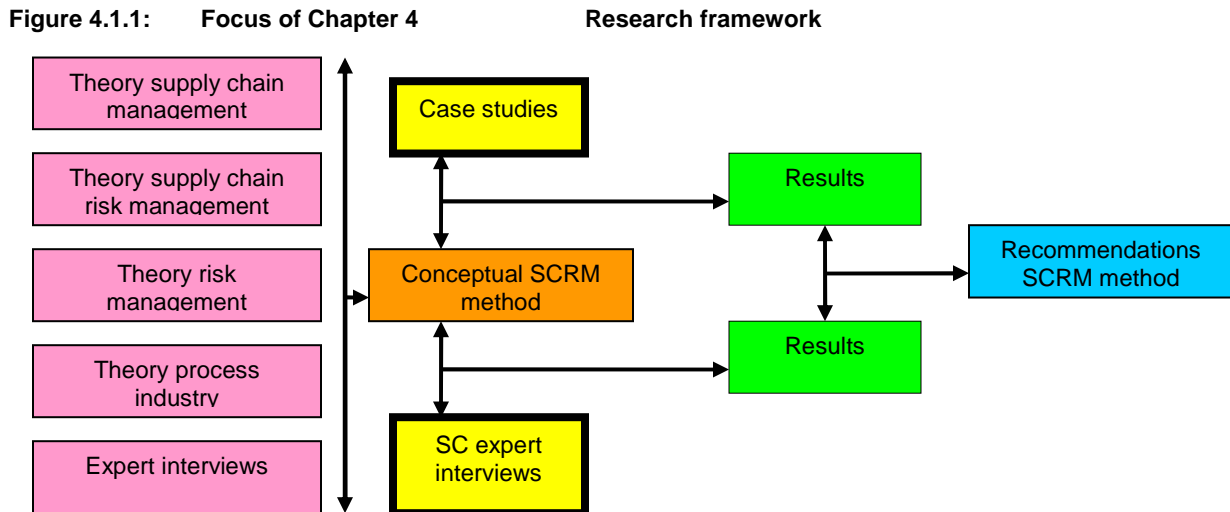 Figure 4.1.1: Focus of Chapter 4 Research framework
Theory supply chain
management
Theory supply chain
risk management
Theory risk
management
Theory process
industry
Expert interviews
Case studies
Conceptual SCRM
method
SC expert
interviews
Results
Results
Recommendations
SCRM method